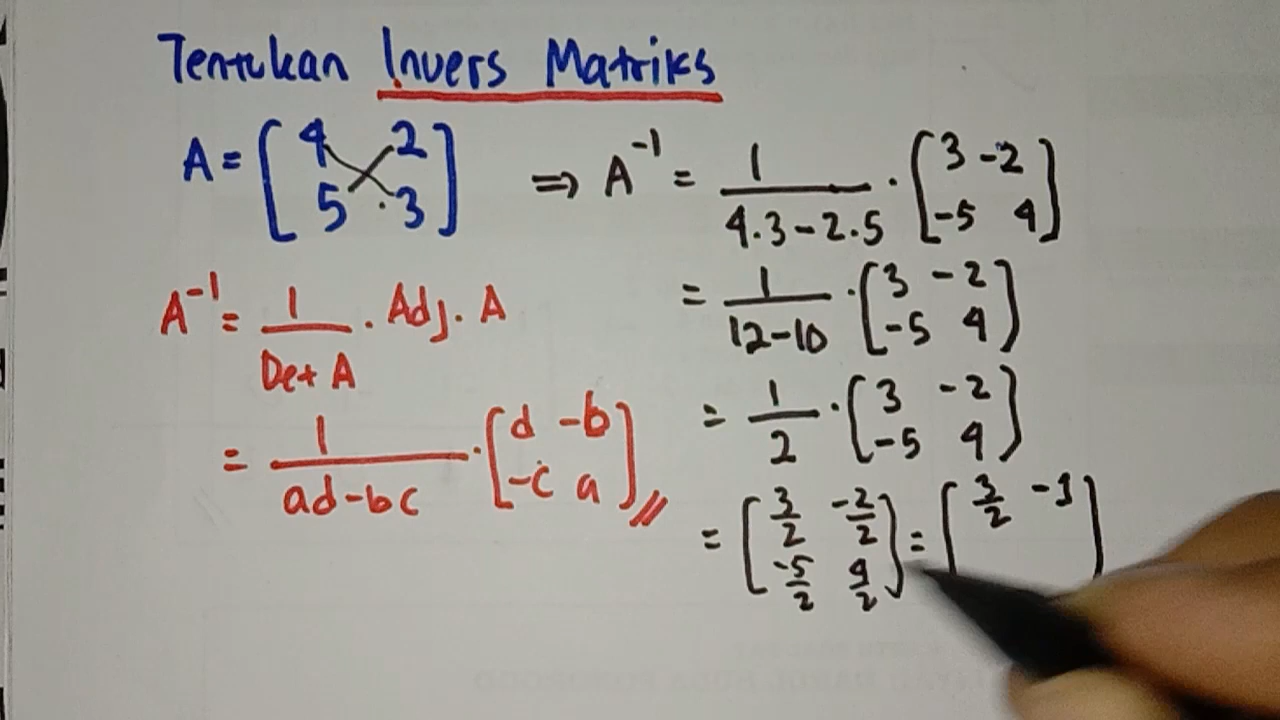 Tentukan Invers Matriks
A = [ 4 2
5 3 ]
A⁻¹ = 1/Det A . Adj. A
= 1/ad-bc . [ d -b
-c a ]
⇒ A⁻¹ = 1/4.3-2.5 . [ 3 -2
-5 4 ]
= 1/12-10 . [ 3 -2
-5 4 ]
= 1/2 . [ 3 -2
-5 4 ]
= [ 3/2 -2/2
-5/2 4/2 ] = [ 3/2 -1 ]